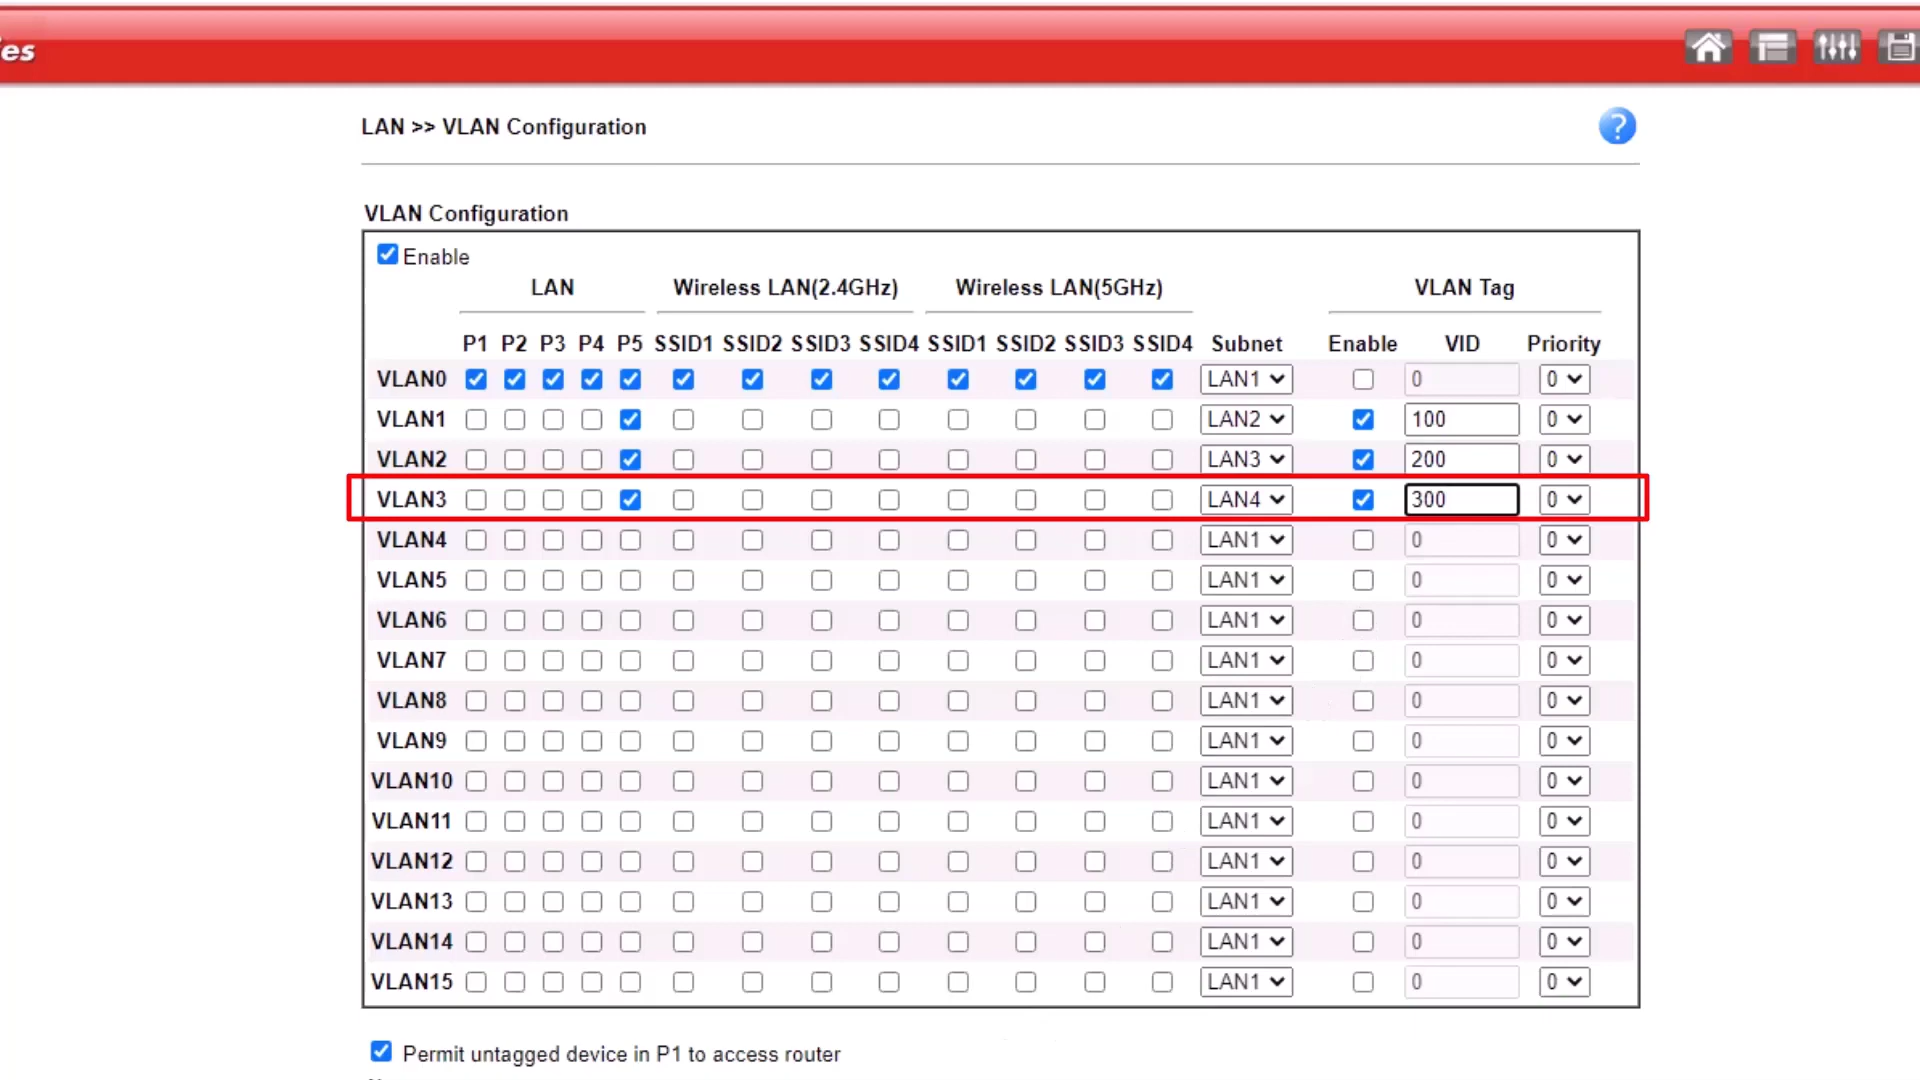 es
LAN >> VLAN Configuration
?
VLAN Configuration
Enable
LAN Wireless LAN(2.4GHz) Wireless LAN(5GHz) VLAN Tag
P1 P2 P3 P4 P5 SSID1 SSID2 SSID3 SSID4 SSID1 SSID2 SSID3 SSID4 Subnet Enable VID Priority
VLAN0 LAN1 0 0
VLAN1 LAN2 100 0
VLAN2 LAN3 200 0
VLAN3 LAN4 300 0
VLAN4 LAN1 0 0
VLAN5 LAN1 0 0
VLAN6 LAN1 0 0
VLAN7 LAN1 0 0
VLAN8 LAN1 0 0
VLAN9 LAN1 0 0
VLAN10 LAN1 0 0
VLAN11 LAN1 0 0
VLAN12 LAN1 0 0
VLAN13 LAN1 0 0
VLAN14 LAN1 0 0
VLAN15 LAN1 0 0
Permit untagged device in P1 to access router